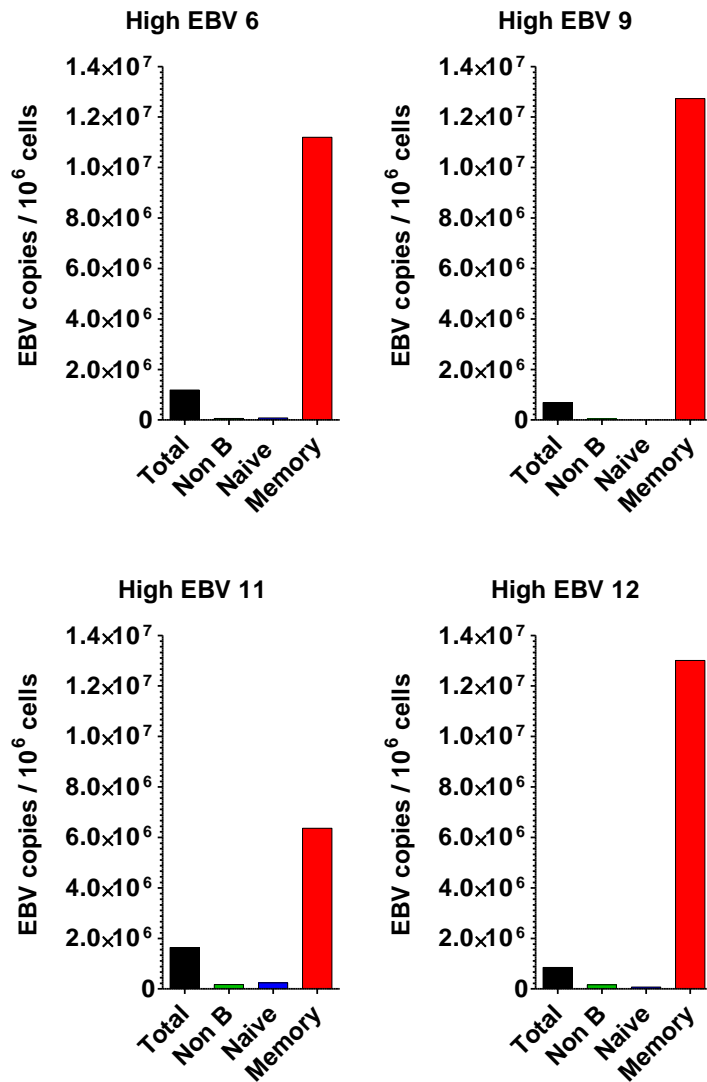 High EBV 6
EBV copies / 10⁶ cells
1.4×10⁷
1.2×10⁷
1.0×10⁷
8.0×10⁶
6.0×10⁶
4.0×10⁶
2.0×10⁶
0
Total
Non B
Naive
Memory
High EBV 9
EBV copies / 10⁶ cells
1.4×10⁷
1.2×10⁷
1.0×10⁷
8.0×10⁶
6.0×10⁶
4.0×10⁶
2.0×10⁶
0
Total
Non B
Naive
Memory
High EBV 11
EBV copies / 10⁶ cells
1.4×10⁷
1.2×10⁷
1.0×10⁷
8.0×10⁶
6.0×10⁶
4.0×10⁶
2.0×10⁶
0
Total
Non B
Naive
Memory
High EBV 12
EBV copies / 10⁶ cells
1.4×10⁷
1.2×10⁷
1.0×10⁷
8.0×10⁶
6.0×10⁶
4.0×10⁶
2.0×10⁶
0
Total
Non B
Naive
Memory